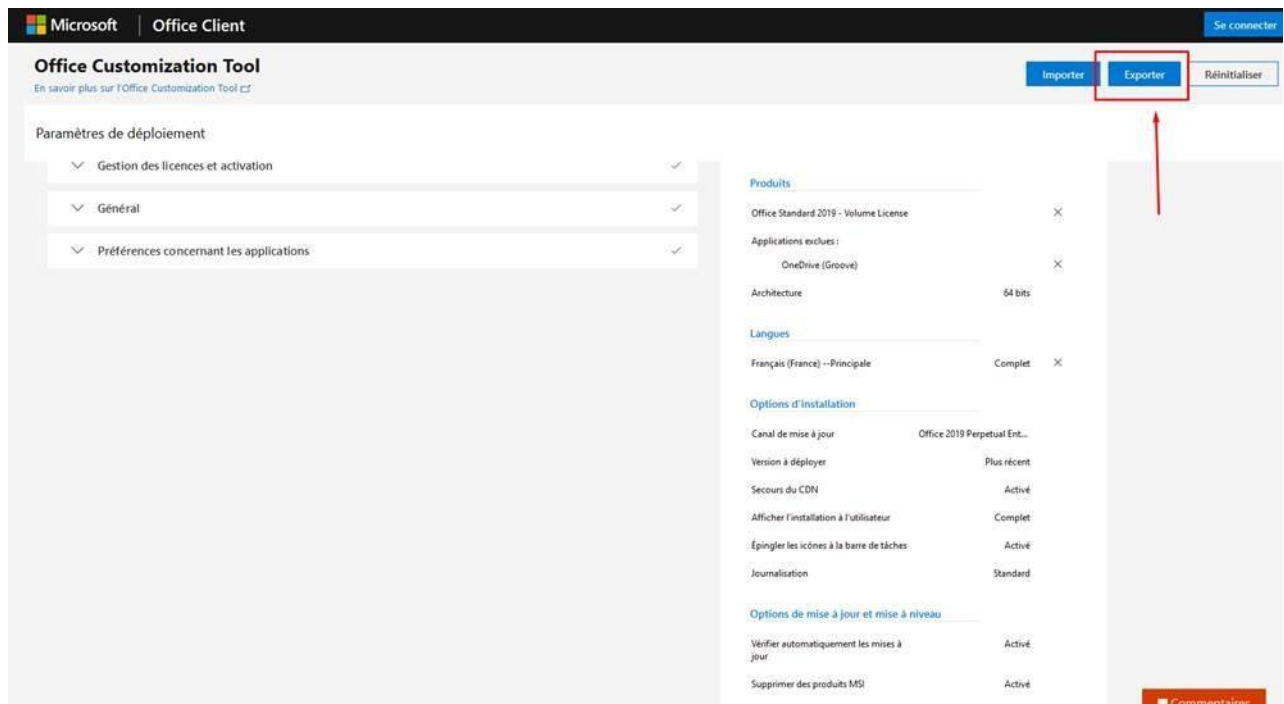 Microsoft | Office Client
Se connecter
Office Customization Tool
En savoir plus sur l'Office Customization Tool
Importer
Exporter
Réinitialiser
Paramètres de déploiement
Gestion des licences et activation
Général
Préférences concernant les applications
Produits
Office Standard 2019 - Volume License
Applications exclues :
OneDrive (Groove)
Architecture 64 bits
Langues
Français (France) --Principale Complet
Options d'installation
Canal de mise à jour Office 2019 Perpetual Ent...
Version à déployer Plus récent
Secours du CDN Activé
Afficher l'installation à l'utilisateur Complet
Épingler les icônes à la barre de tâches Activé
Journalisation Standard
Options de mise à jour et mise à niveau
Vérifier automatiquement les mises à Activé
jour
Supprimer des produits MSI Activé
Commentaires